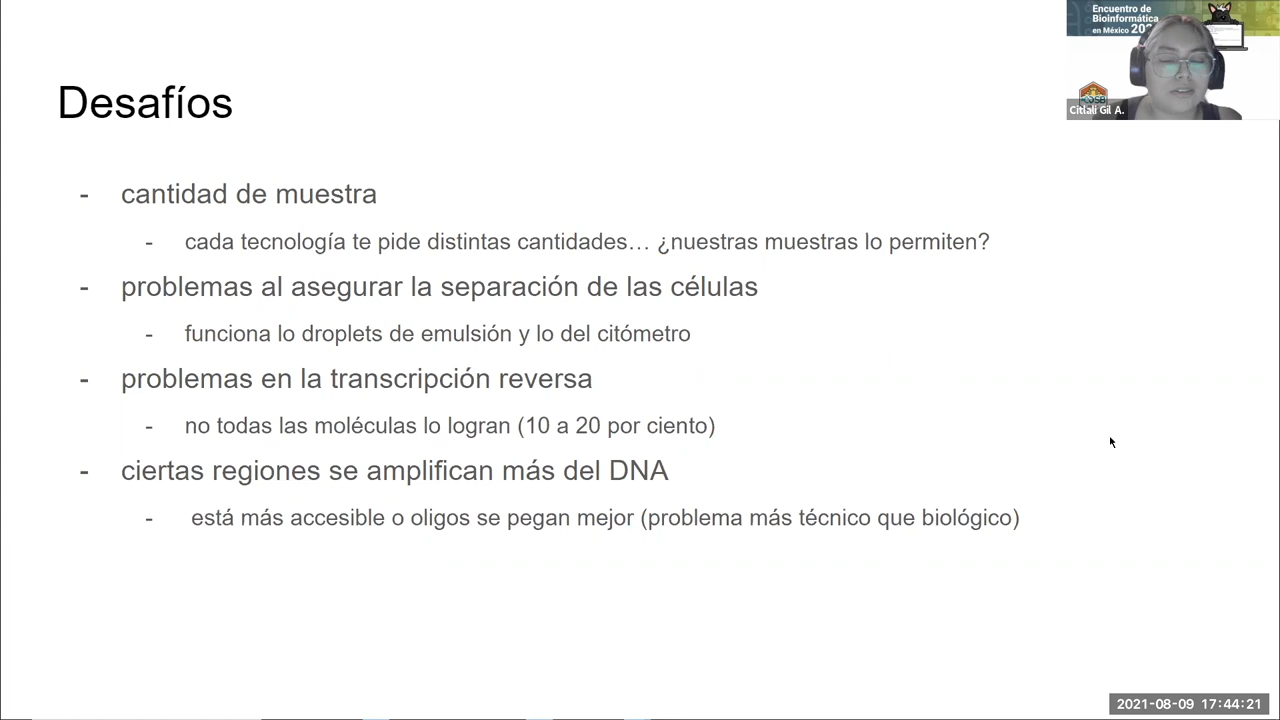 Encuentro de
Bioinformática
en México 202
Desafíos
Citlali Gil A.
- cantidad de muestra
- cada tecnología te pide distintas cantidades… ¿nuestras muestras lo permiten?
- problemas al asegurar la separación de las células
- funciona lo droplets de emulsión y lo del citómetro
- problemas en la transcripción reversa
- no todas las moléculas lo logran (10 a 20 por ciento)
- ciertas regiones se amplifican más del DNA
- está más accesible o oligos se pegan mejor (problema más técnico que biológico)
2021-08-09 17:44:21